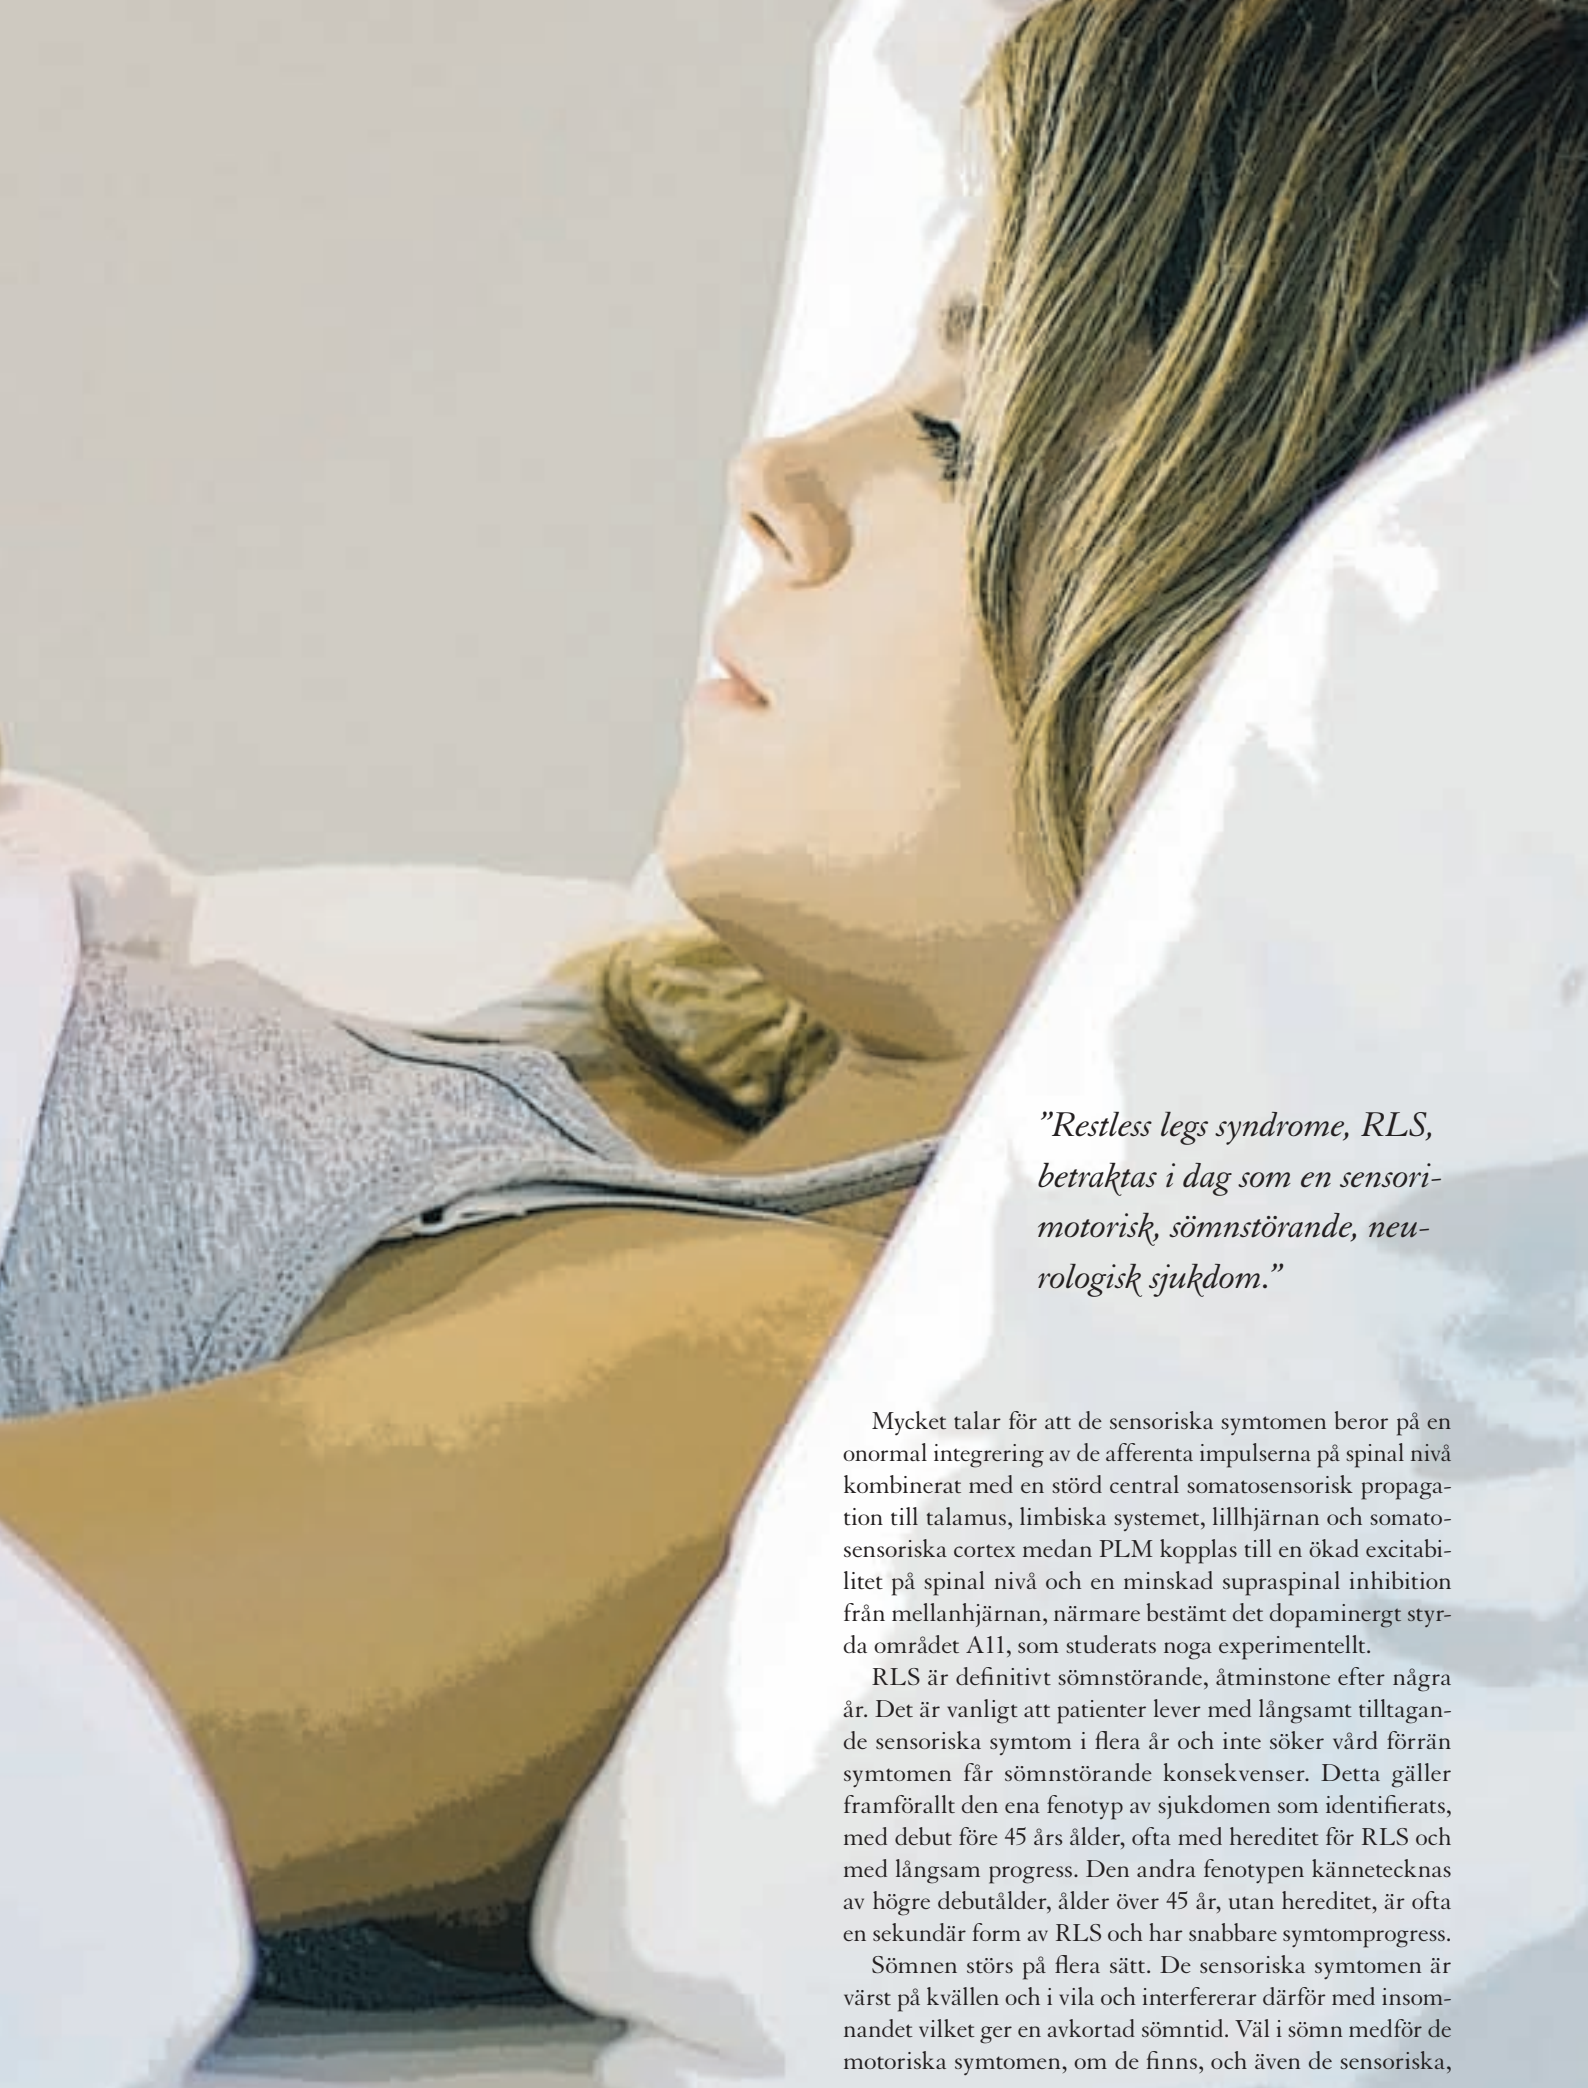 ”Restless legs syndrome, RLS,
betraktas i dag som en sensori-
motorisk, sömnstörande, neu-
rologisk sjukdom.”
Mycket talar för att de sensoriska symtomen beror på en
onormal integrering av de afferenta impulserna på spinal nivå
kombinerat med en störd central somatosensorisk propaga-
tion till talamus, limbiska systemet, lillhjärnan och somato-
sensoriska cortex medan PLM kopplas till en ökad excitabi-
litet på spinal nivå och en minskad supraspinal inhibition
från mellanhjärnan, närmare bestämt det dopaminergt styr-
da området A11, som studerats noga experimentellt.
RLS är definitivt sömnstörande, åtminstone efter några
år. Det är vanligt att patienter lever med långsamt tilltagan-
de sensoriska symtom i flera år och inte söker vård förrän
symtomen får sömnstörande konsekvenser. Detta gäller
framförallt den ena fenotyp av sjukdomen som identifierats,
med debut före 45 års ålder, ofta med hereditet för RLS och
med långsam progress. Den andra fenotypen kännetecknas
av högre debutålder, ålder över 45 år, utan hereditet, är ofta
en sekundär form av RLS och har snabbare symtomprogress.
Sömnen störs på flera sätt. De sensoriska symtomen är
värst på kvällen och i vila och interfererar därför med insom-
nandet vilket ger en avkortad sömntid. Väl i sömn medför de
motoriska symtomen, om de finns, och även de sensoriska,